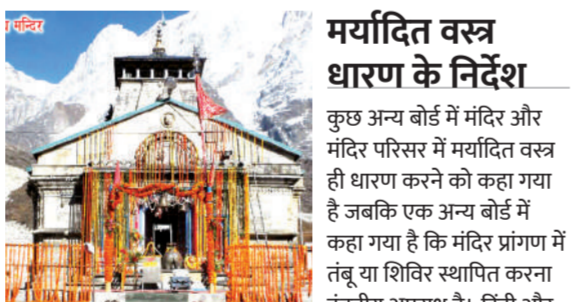 मन्दिर
मर्यादित वस्त्र
धारण के निर्देश
कुछ अन्य बोर्ड में मंदिर और
मंदिर परिसर में मर्यादित वस्त्र
ही धारण करने को कहा गया
है जबकि एक अन्य बोर्ड में
कहा गया है कि मंदिर प्रांगण में
तंबू या शिविर स्थापित करना